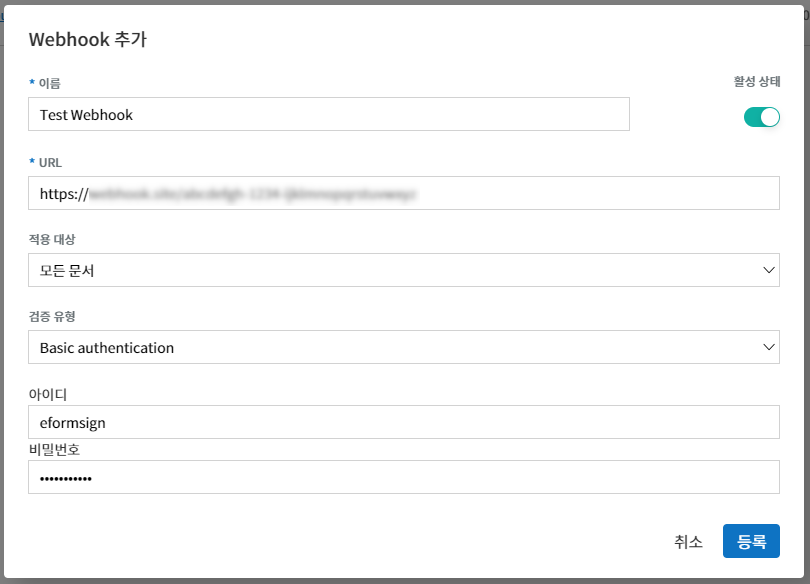 Webhook 추가
* 이름
활성 상태
Test Webhook
* URL
https://
적용 대상
모든 문서
검증 유형
Basic authentication
아이디
eformsign
비밀번호
•••••••••••
취소
등록